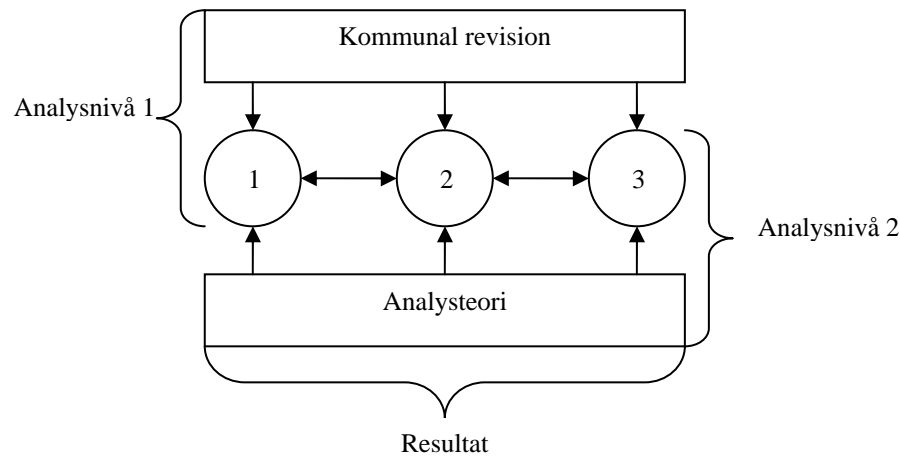 Kommunal revision
Analysnivå 1
1
2
3
Analysnivå 2
Analysteori
Resultat